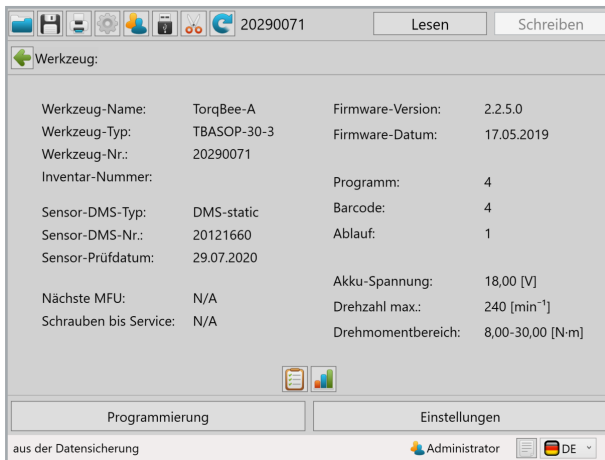 20290071 Lesen Schreiben
Werkzeug:
Werkzeug-Name: TorqBee-A
Werkzeug-Typ: TBASOP-30-3
Werkzeug-Nr.: 20290071
Inventar-Nummer:
Sensor-DMS-Typ: DMS-static
Sensor-DMS-Nr.: 20121660
Sensor-Prüfdatum: 29.07.2020
Nächste MFU: N/A
Schrauben bis Service: N/A
Firmware-Version: 2.2.5.0
Firmware-Datum: 17.05.2019
Programm: 4
Barcode: 4
Ablauf: 1
Akku-Spannung: 18,00 [V]
Drehzahl max.: 240 [min⁻¹]
Drehmomentbereich: 8,00-30,00 [N·m]
Programmierung Einstellungen
aus der Datensicherung Administrator DE